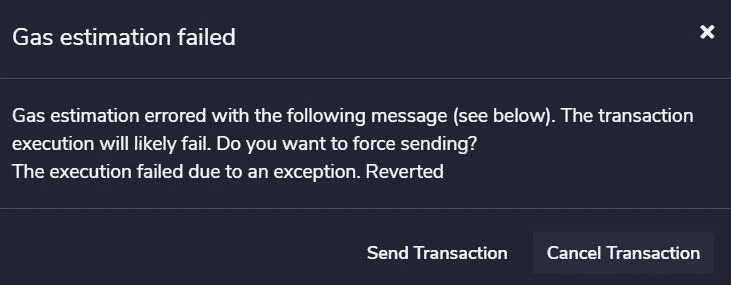 Gas estimation failed
Gas estimation errored with the following message (see below). The transaction
execution will likely fail. Do you want to force sending?
The execution failed due to an exception. Reverted
Send Transaction
Cancel Transaction